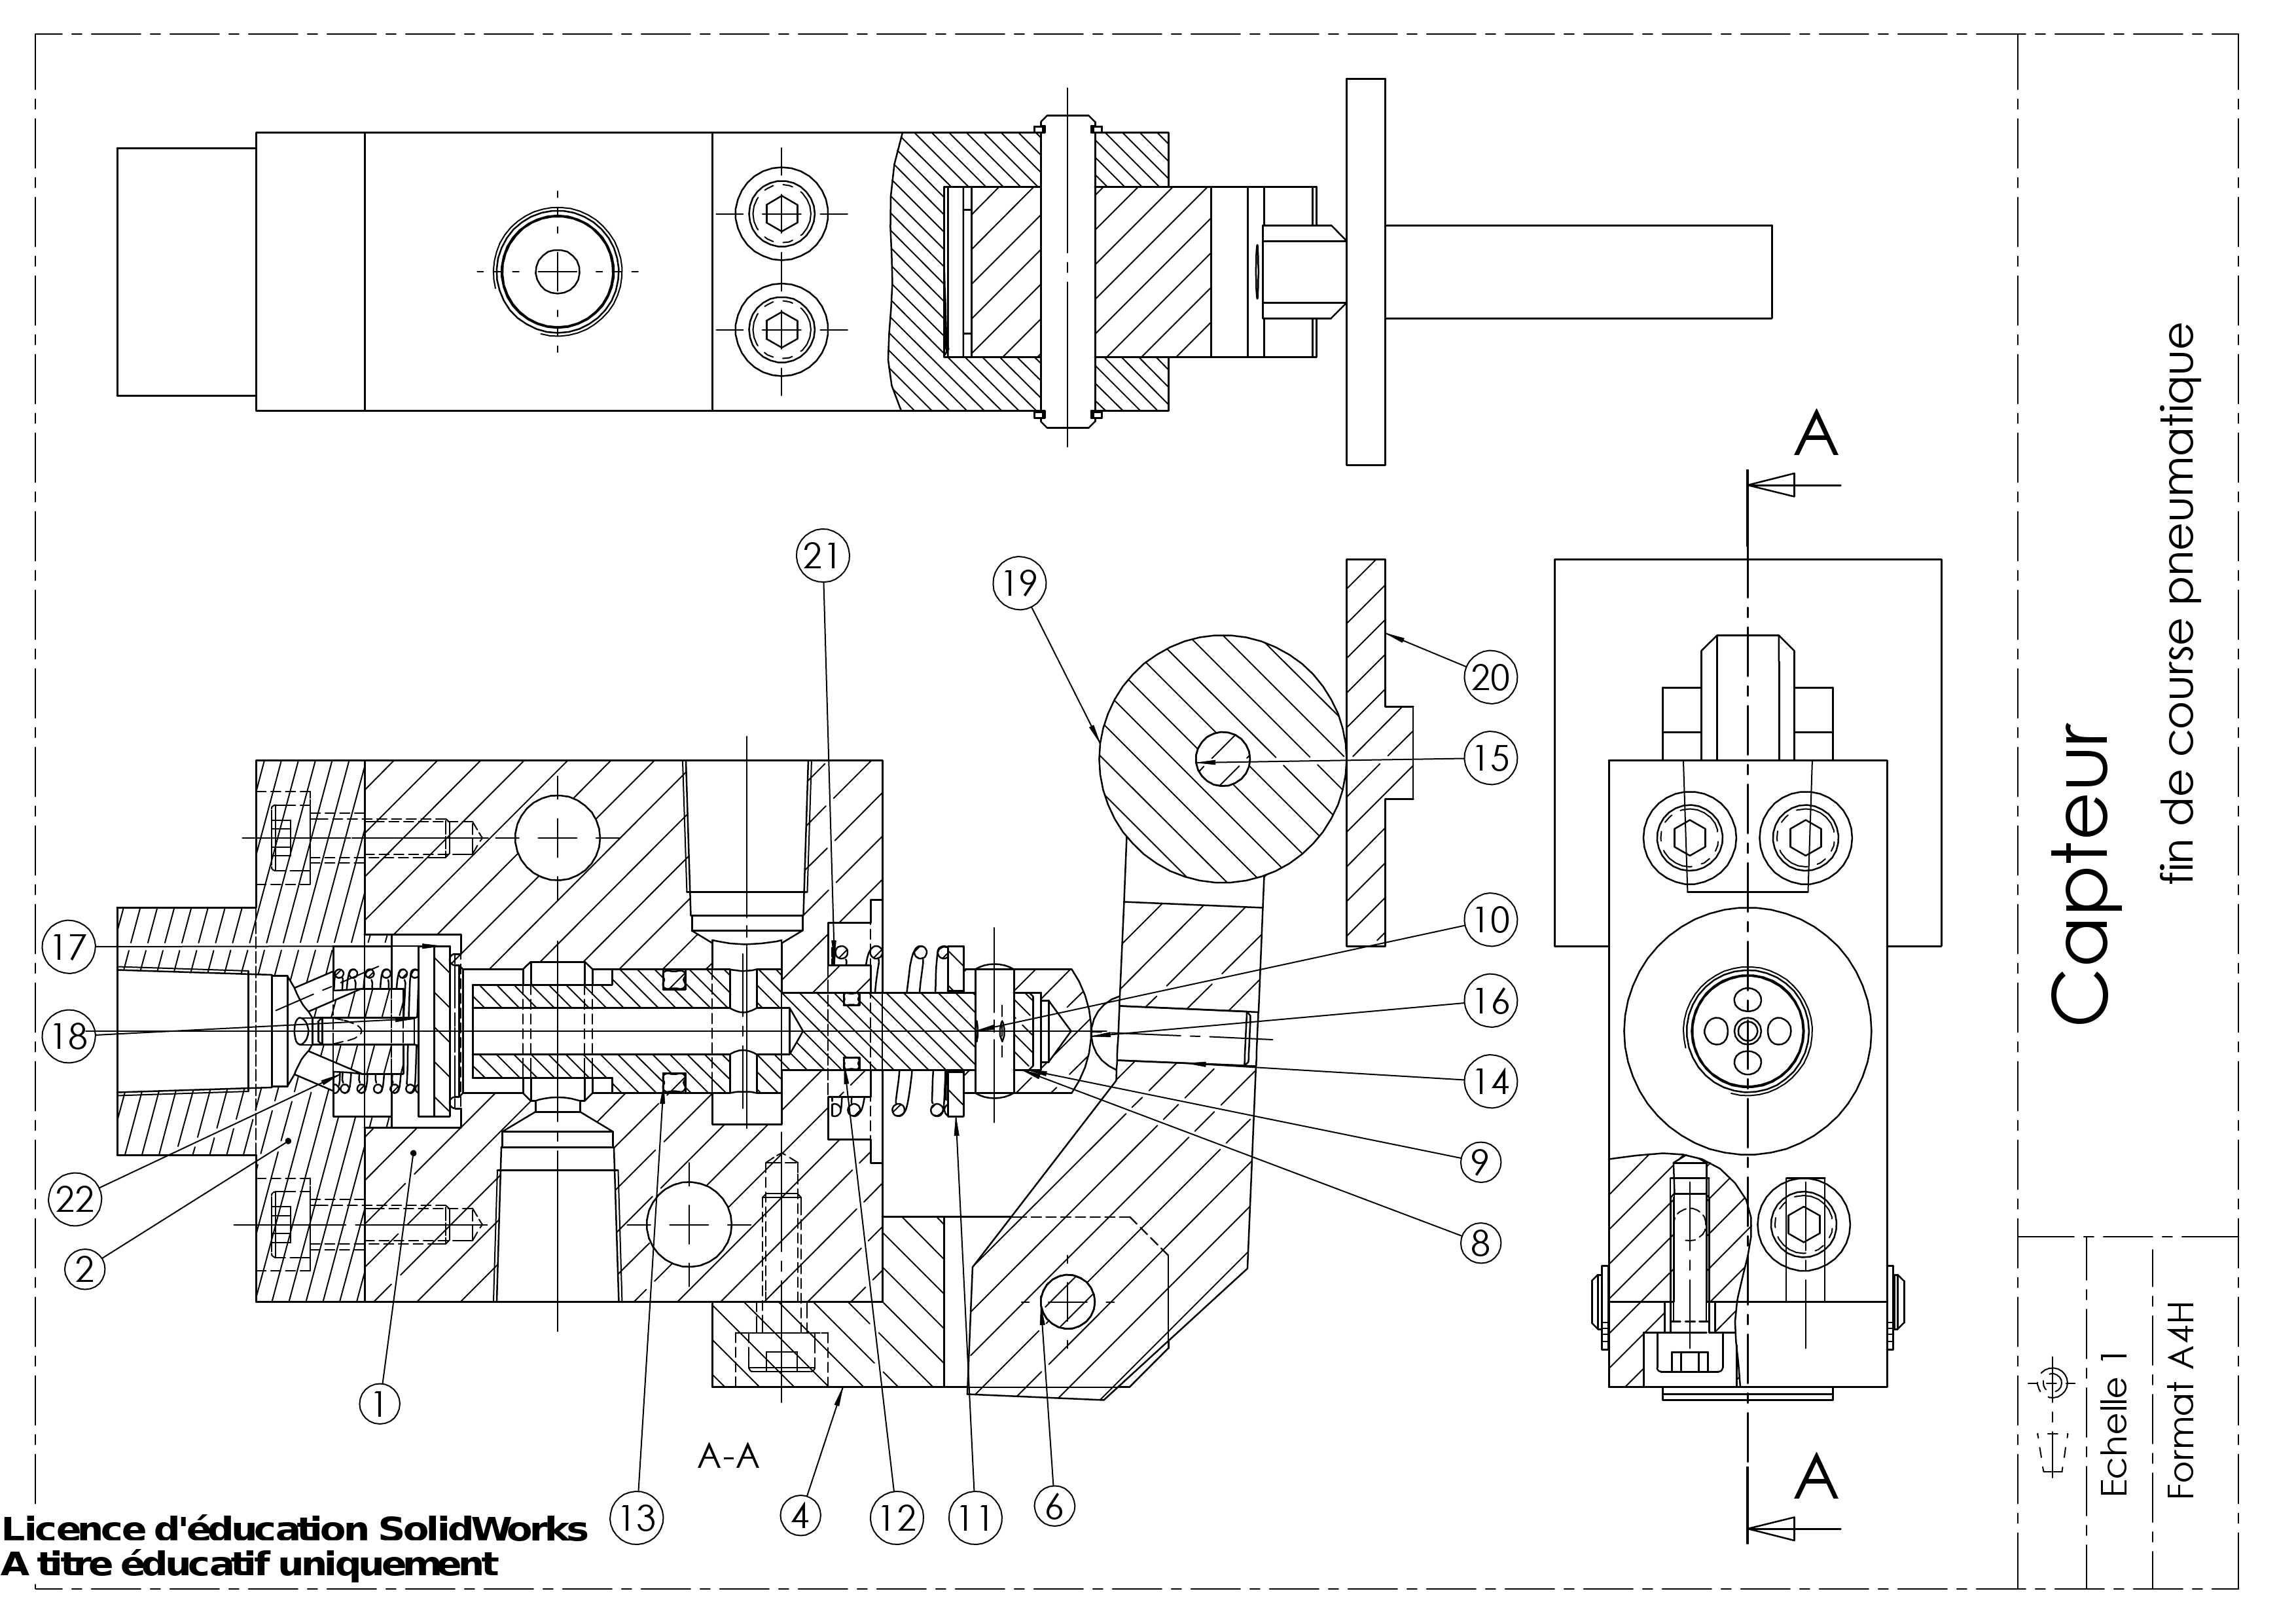 A
21
19
20
15
10
17
16
18
14
9
22
8
2
1
A-A
13
4
12
11
6
A
Capteur
fin de course pneumatique
Echelle 1
Format A4H
Licence d'éducation SolidWorks
A titre éducatif uniquement